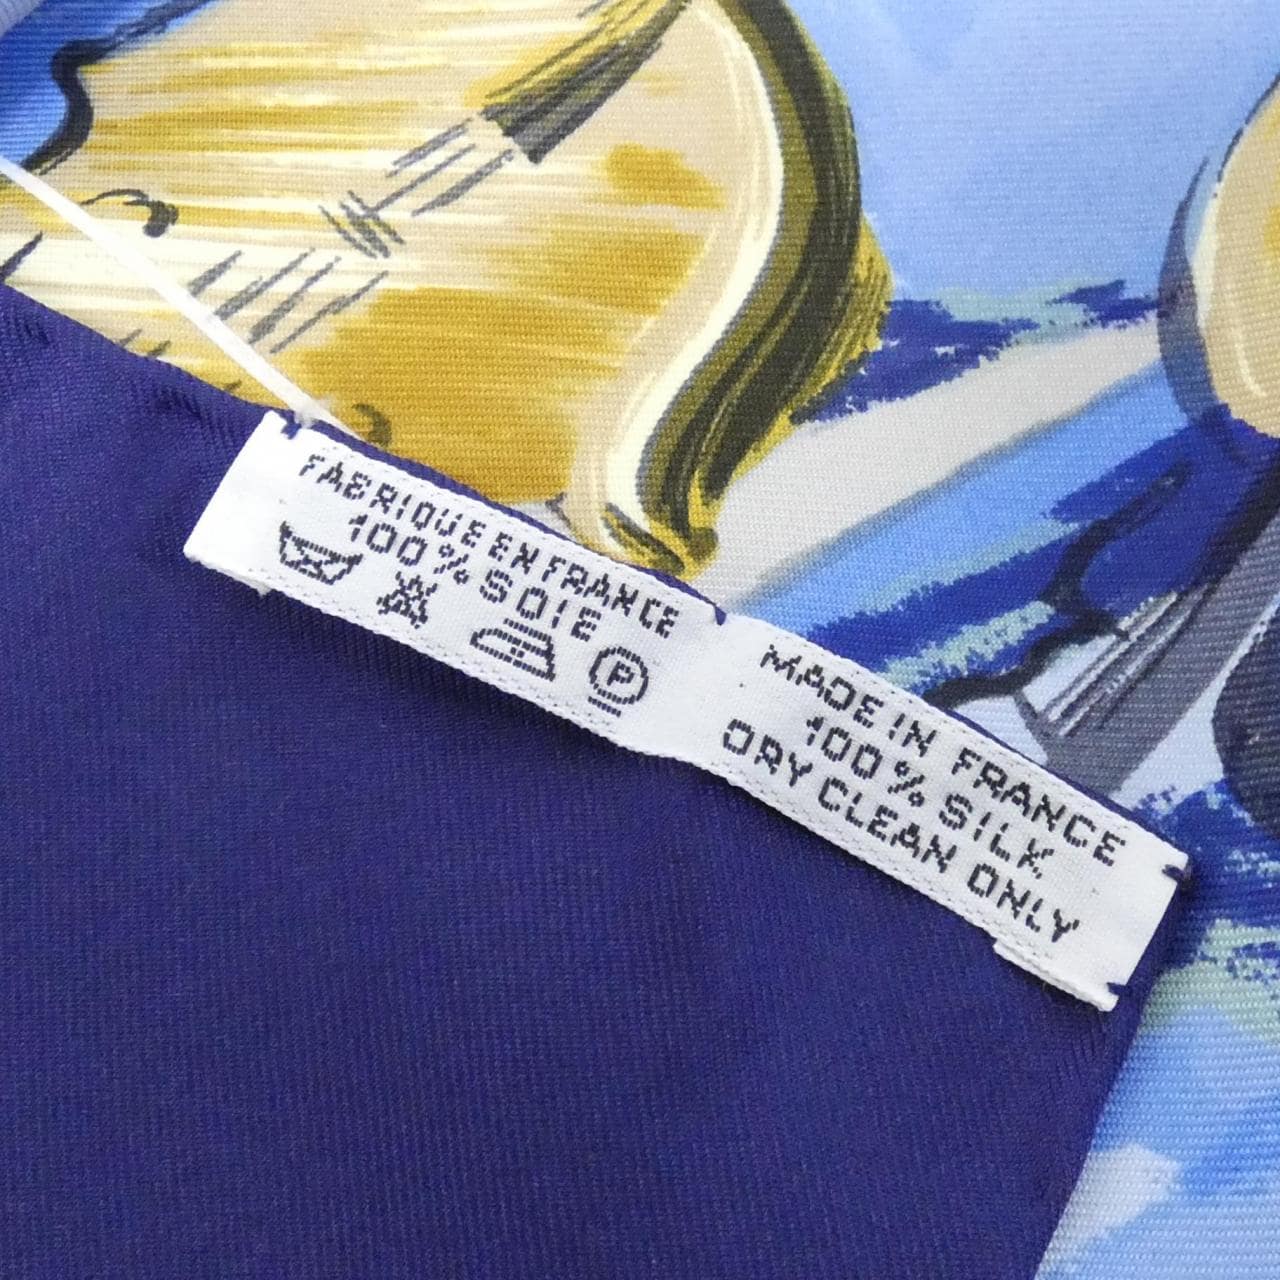 FABRIQUE EN FRANCE
100% SOIE
P
MADE IN FRANCE
100% SILK
DRY CLEAN ONLY